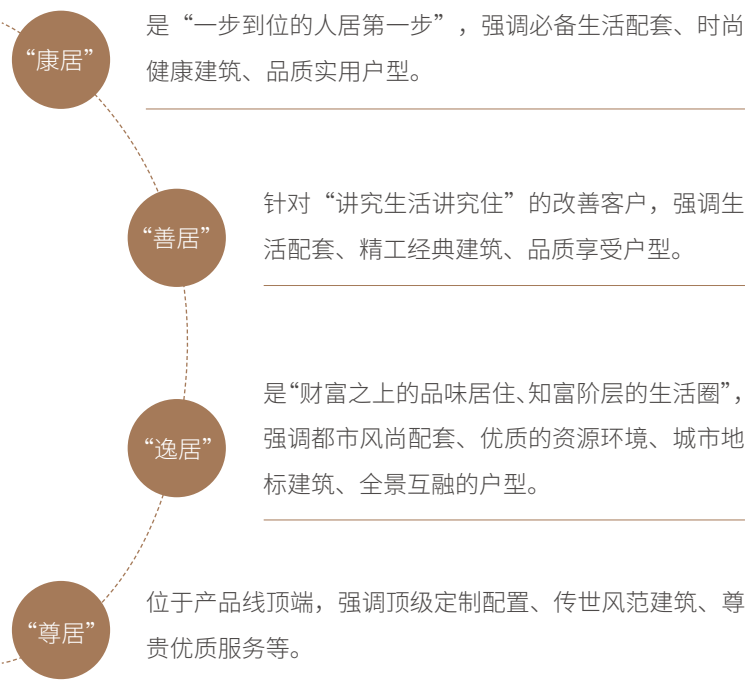 “康居”
是“一步到位的人居第一步”，强调必备生活配套、时尚
健康建筑、品质实用户型。
“善居”
针对“讲究生活讲究住”的改善客户，强调生
活配套、精工经典建筑、品质享受户型。
“逸居”
是“财富之上的品味居住、知富阶层的生活圈”，
强调都市风尚配套、优质的资源环境、城市地
标建筑、全景互融的户型。
“尊居”
位于产品线顶端，强调顶级定制配置、传世风范建筑、尊
贵优质服务等。